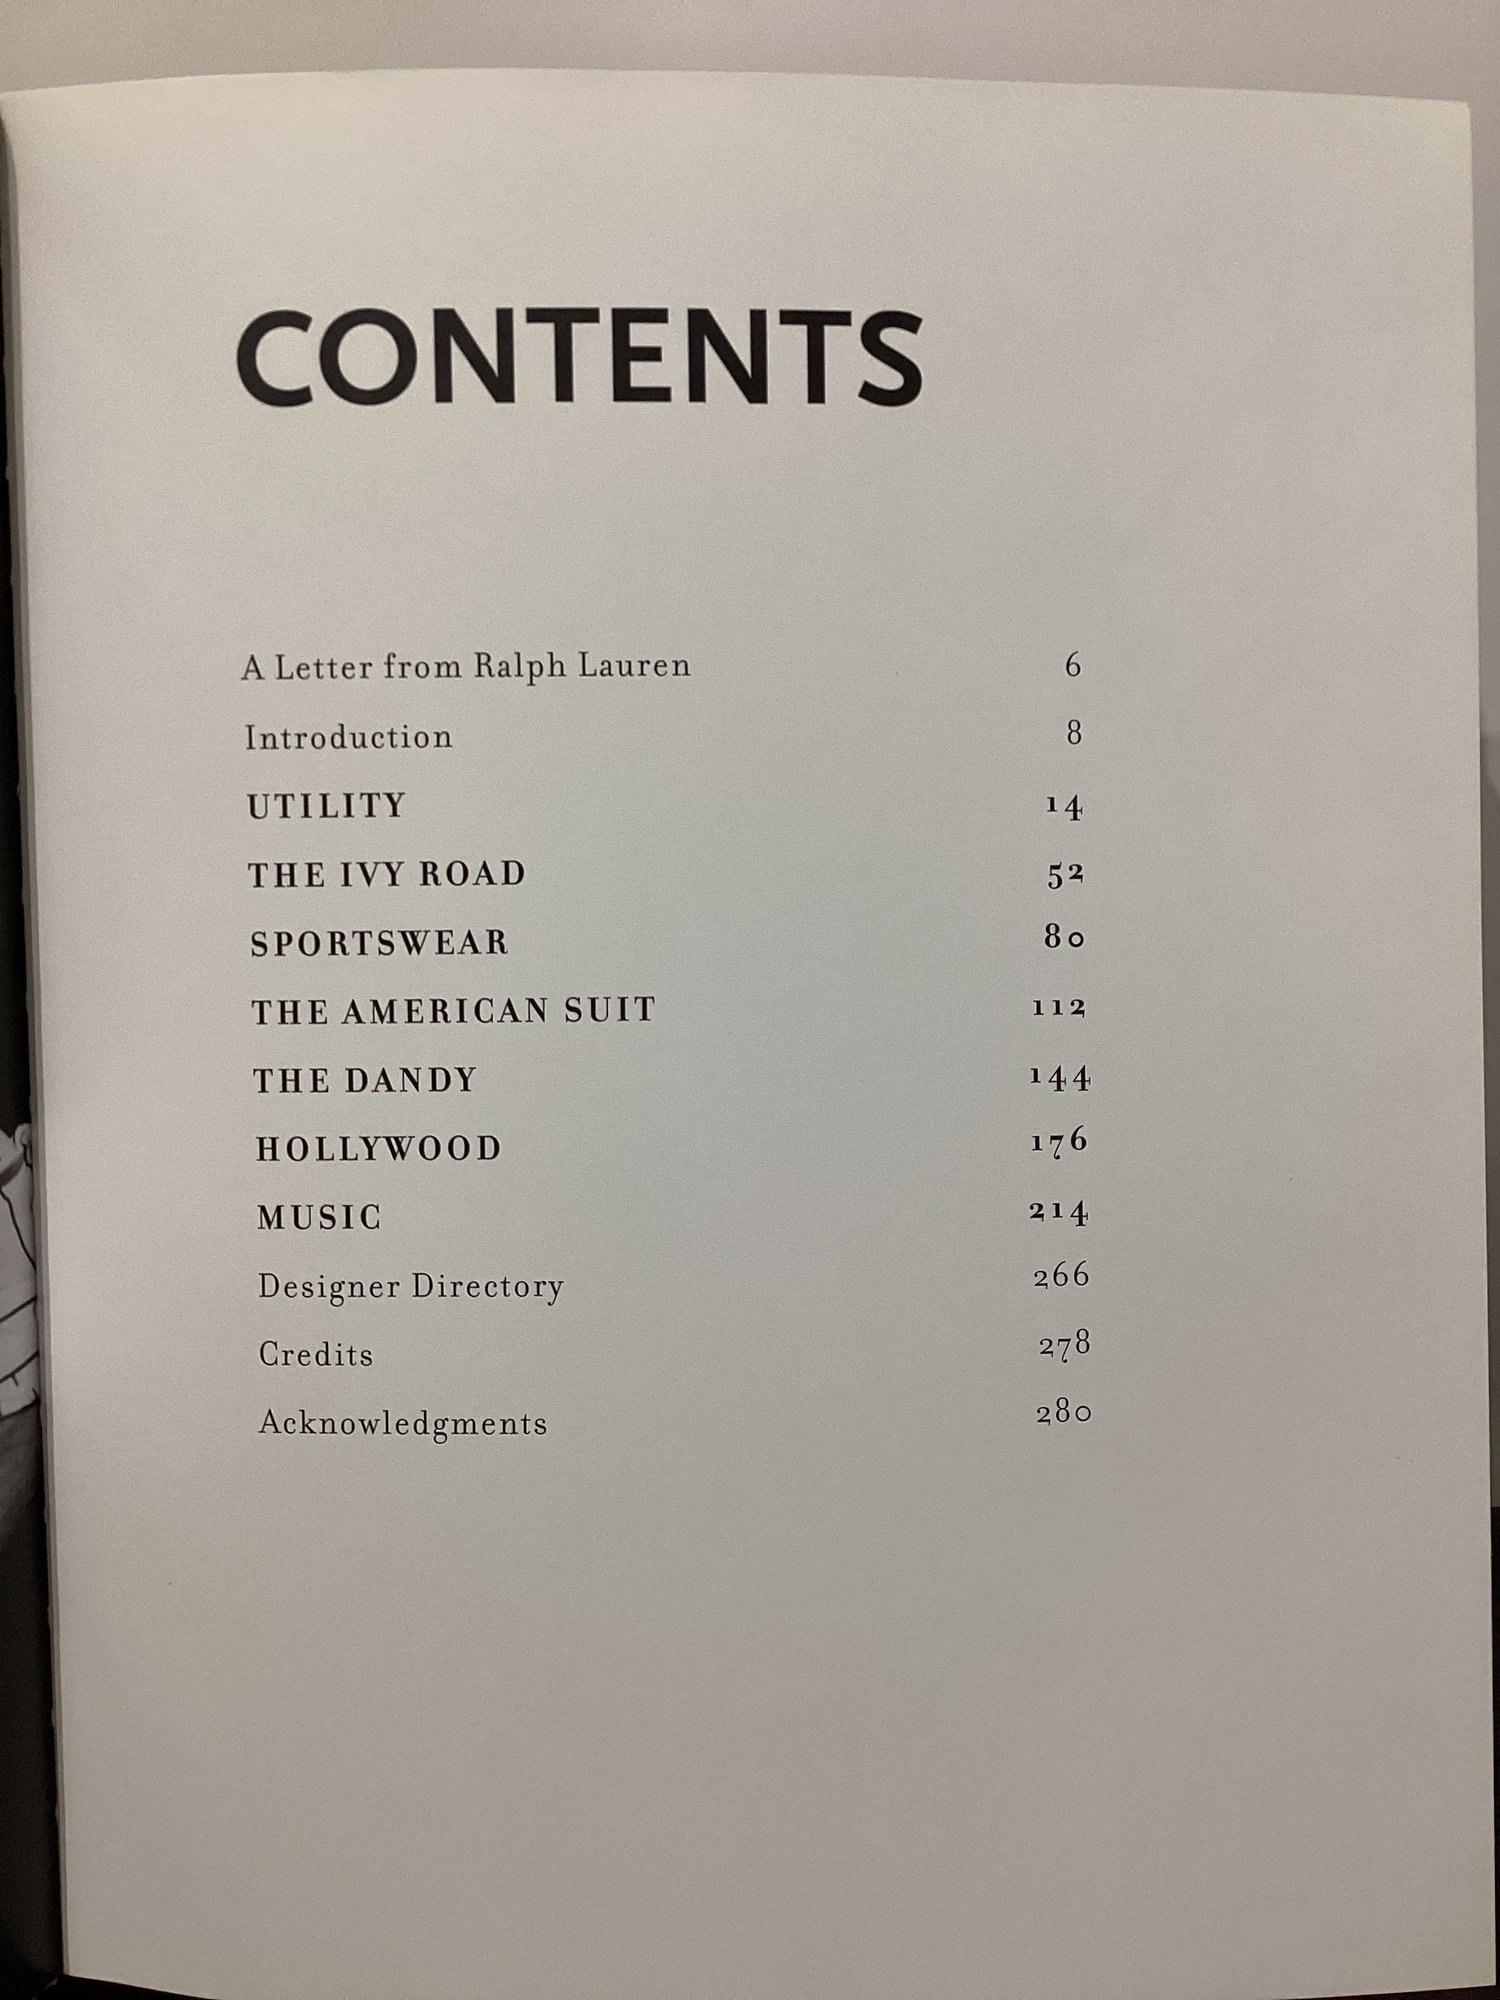 CONTENTS
A Letter from Ralph Lauren 6
Introduction 8
UTILITY 14
THE IVY ROAD 52
SPORTSWEAR 80
THE AMERICAN SUIT 112
THE DANDY 144
HOLLYWOOD 176
MUSIC 214
Designer Directory 266
Credits 278
Acknowledgments 280